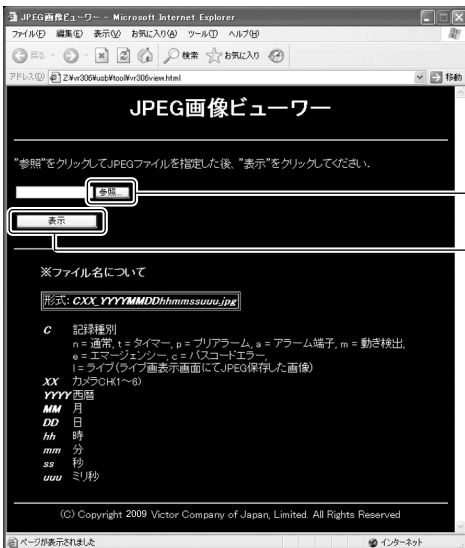 JPEG画像ビューワー - Microsoft Internet Explorer
ファイル(F) 編集(E) 表示(V) お気に入り(A) ツール(T) ヘルプ(H)
戻る 検索 お気に入り
アドレス(D) Z:¥vr306¥usb¥tool¥vr306view.html 移動
JPEG画像ビューワー
"参照"をクリックしてJPEGファイルを指定した後、"表示"をクリックしてください.
参照...
表示
※ファイル名について
形式: CXX_YYYYMMDDhhmmssuuu.jpg
C 記録種別
n = 通常, t = タイマー, p = プリアラーム, a = アラーム端子, m = 動き検出,
e = エマージェンシー, c = パスコードエラー,
l = ライブ(ライブ画表示画面にてJPEG保存した画像)
XX カメラCH(1~6)
YYYY 西暦
MM 月
DD 日
hh 時
mm 分
ss 秒
uuu ミリ秒
(C) Copyright 2009 Victor Company of Japan, Limited. All Rights Reserved
ページが表示されました インターネット